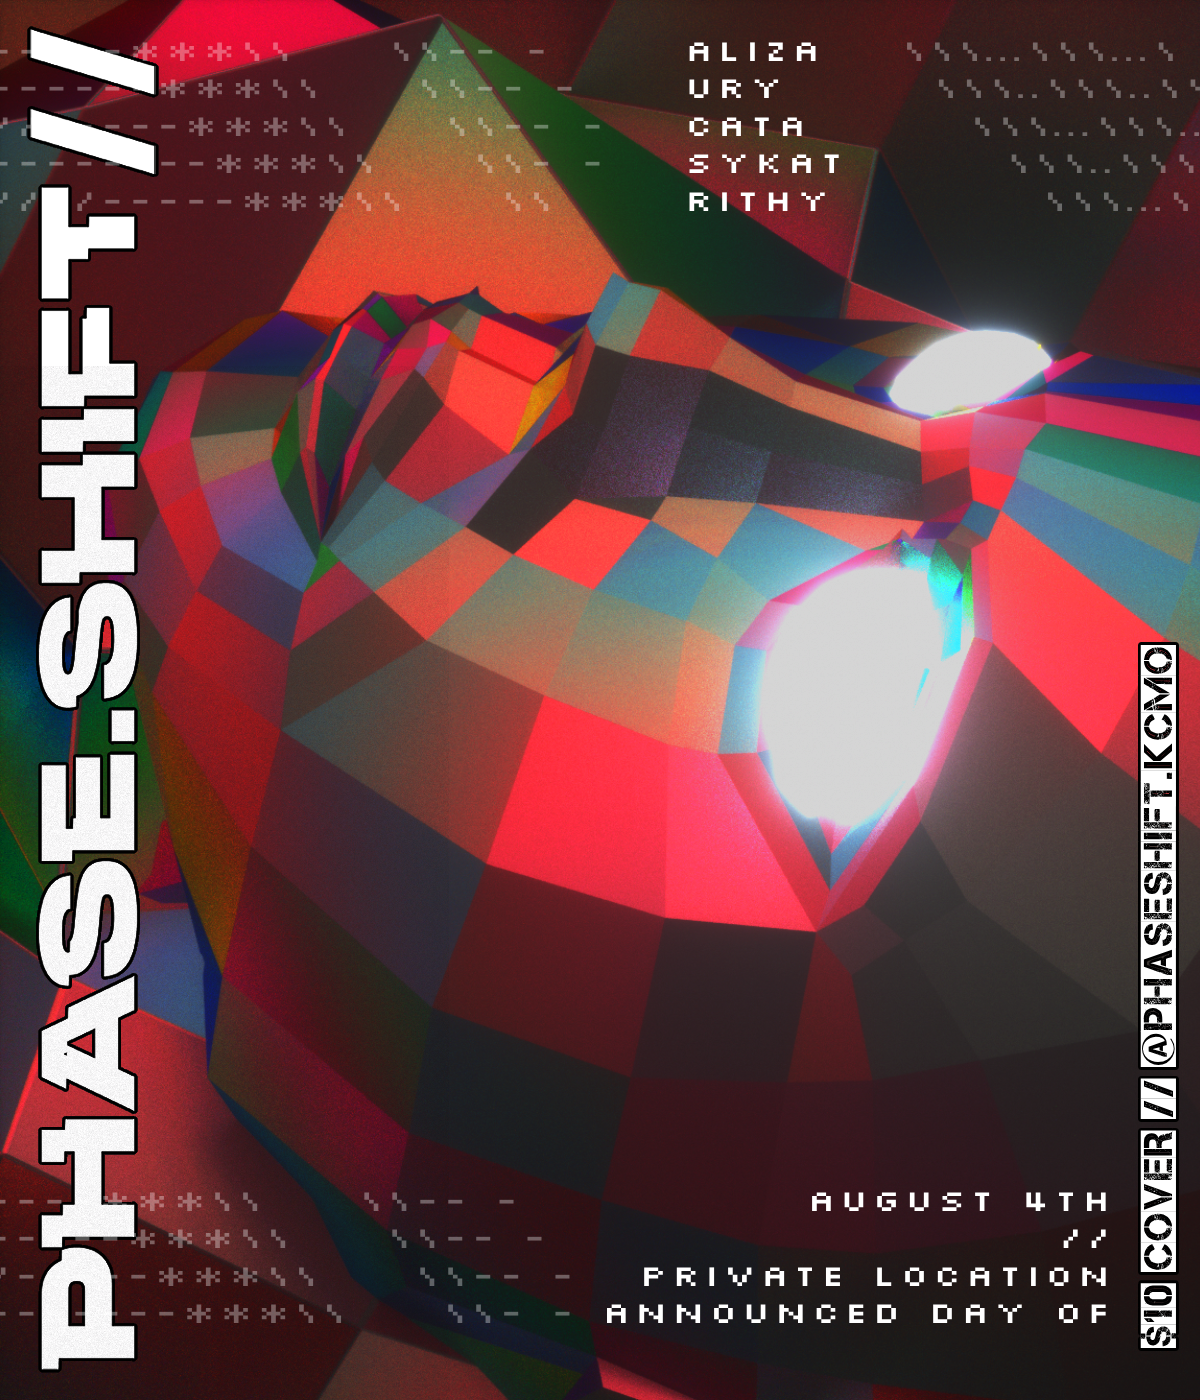 PHASE.SHIFT //
ALIZA
URY
CATA
SYKAT
RITHY
AUGUST 4TH
//
PRIVATE LOCATION
ANNOUNCED DAY OF
$10 COVER // @PHASESHIFT.KCMO